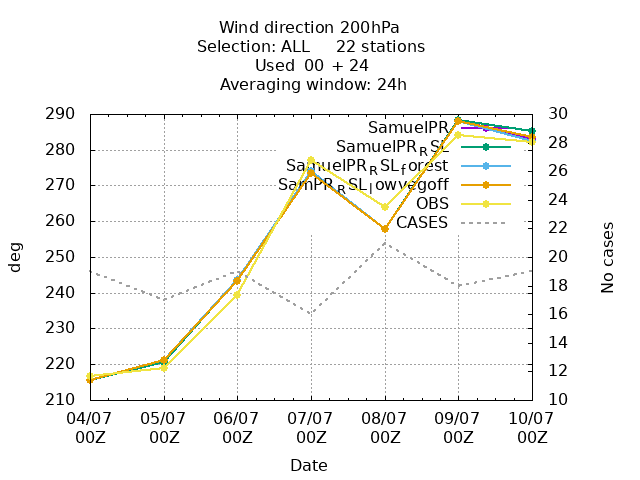 Wind direction 200hPa
Selection: ALL 22 stations
Used 00 + 24
Averaging window: 24h
290 30
280 28
270 26
260 24
250 22
240 20
230 18
220 16
210 14
12
10
deg
No cases
SamuelPR
SamuelPR_RSL
SamuelPR_RSL_forest
SamPR_RSL_lowvegoff
OBS
CASES
04/07 05/07 06/07 07/07 08/07 09/07 10/07
00Z 00Z 00Z 00Z 00Z 00Z 00Z
Date